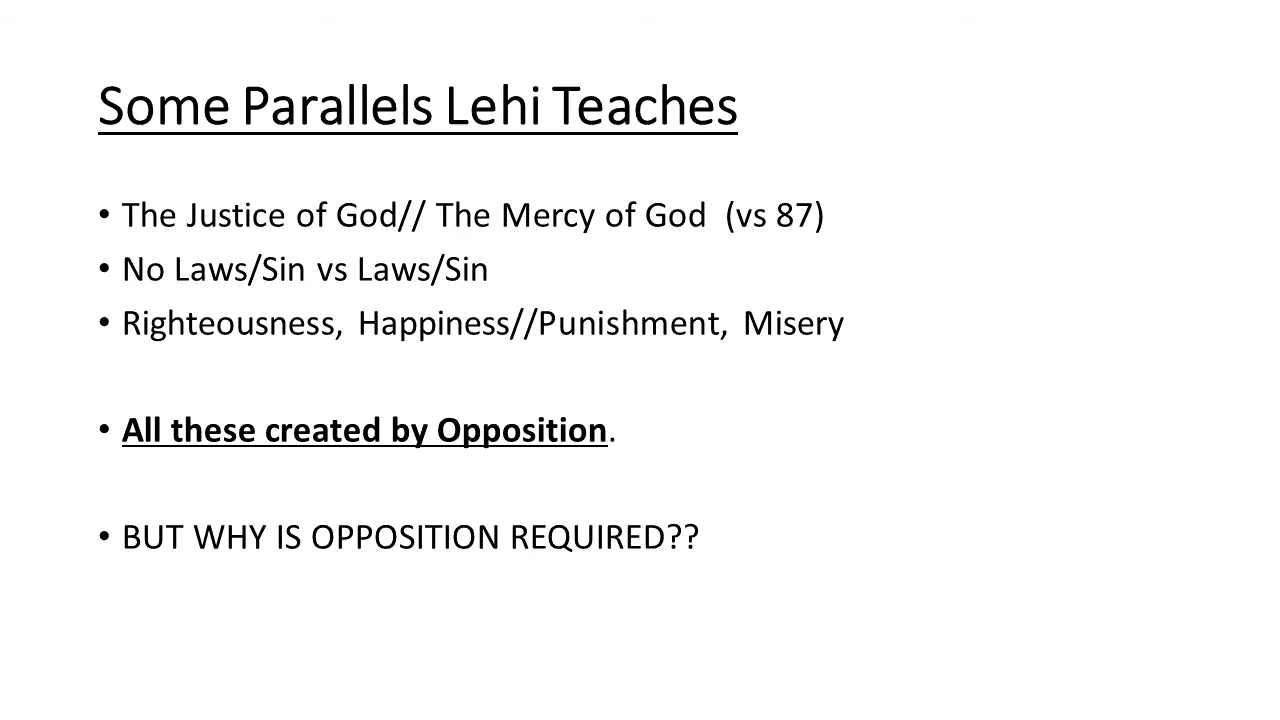 Some Parallels Lehi Teaches
• The Justice of God// The Mercy of God (vs 87)
• No Laws/Sin vs Laws/Sin
• Righteousness, Happiness//Punishment, Misery
• All these created by Opposition.
• BUT WHY IS OPPOSITION REQUIRED??